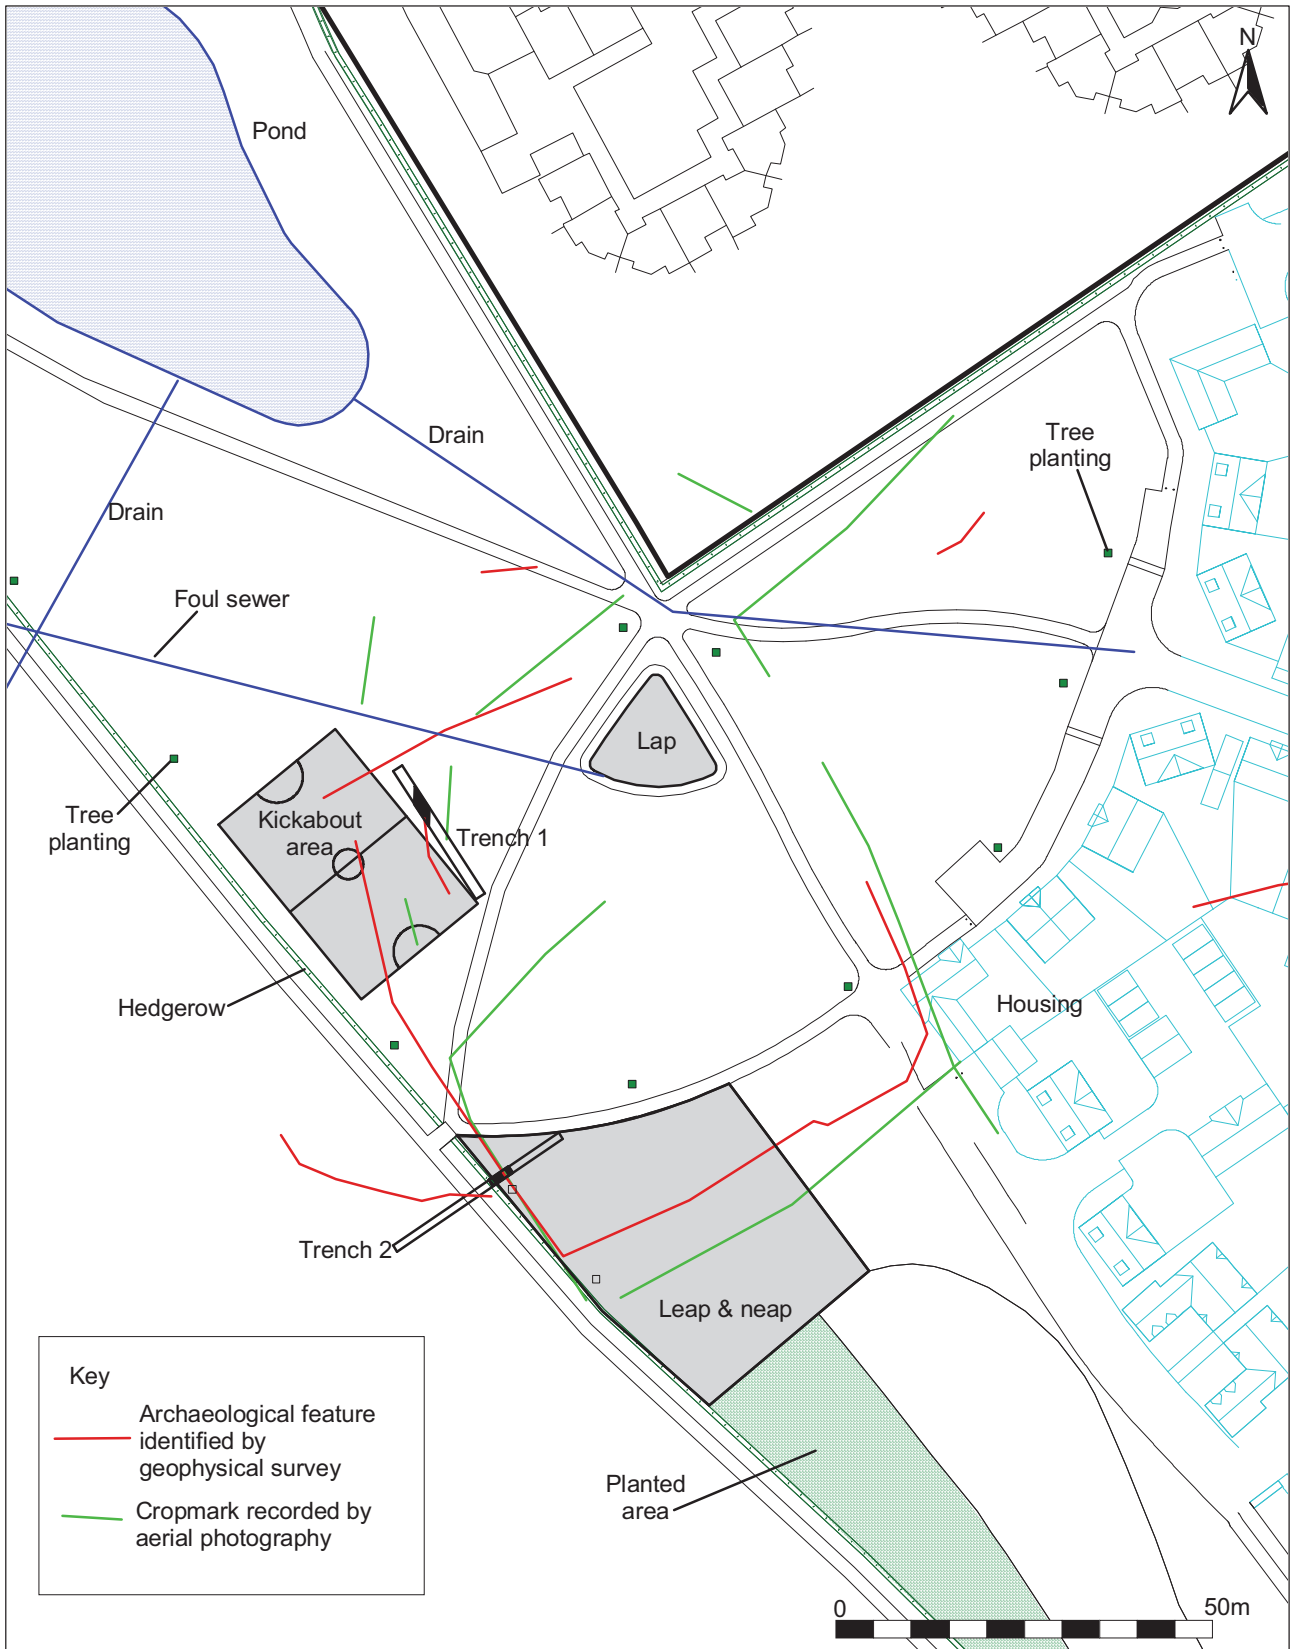 N
Pond
Drain
Tree
planting
Drain
Foul sewer
Lap
Tree
planting
Kickabout
area
Trench 1
Hedgerow
Housing
Trench 2
Leap & neap
Key
Archaeological feature
identified by
geophysical survey
Cropmark recorded by
aerial photography
Planted
area
0
50m